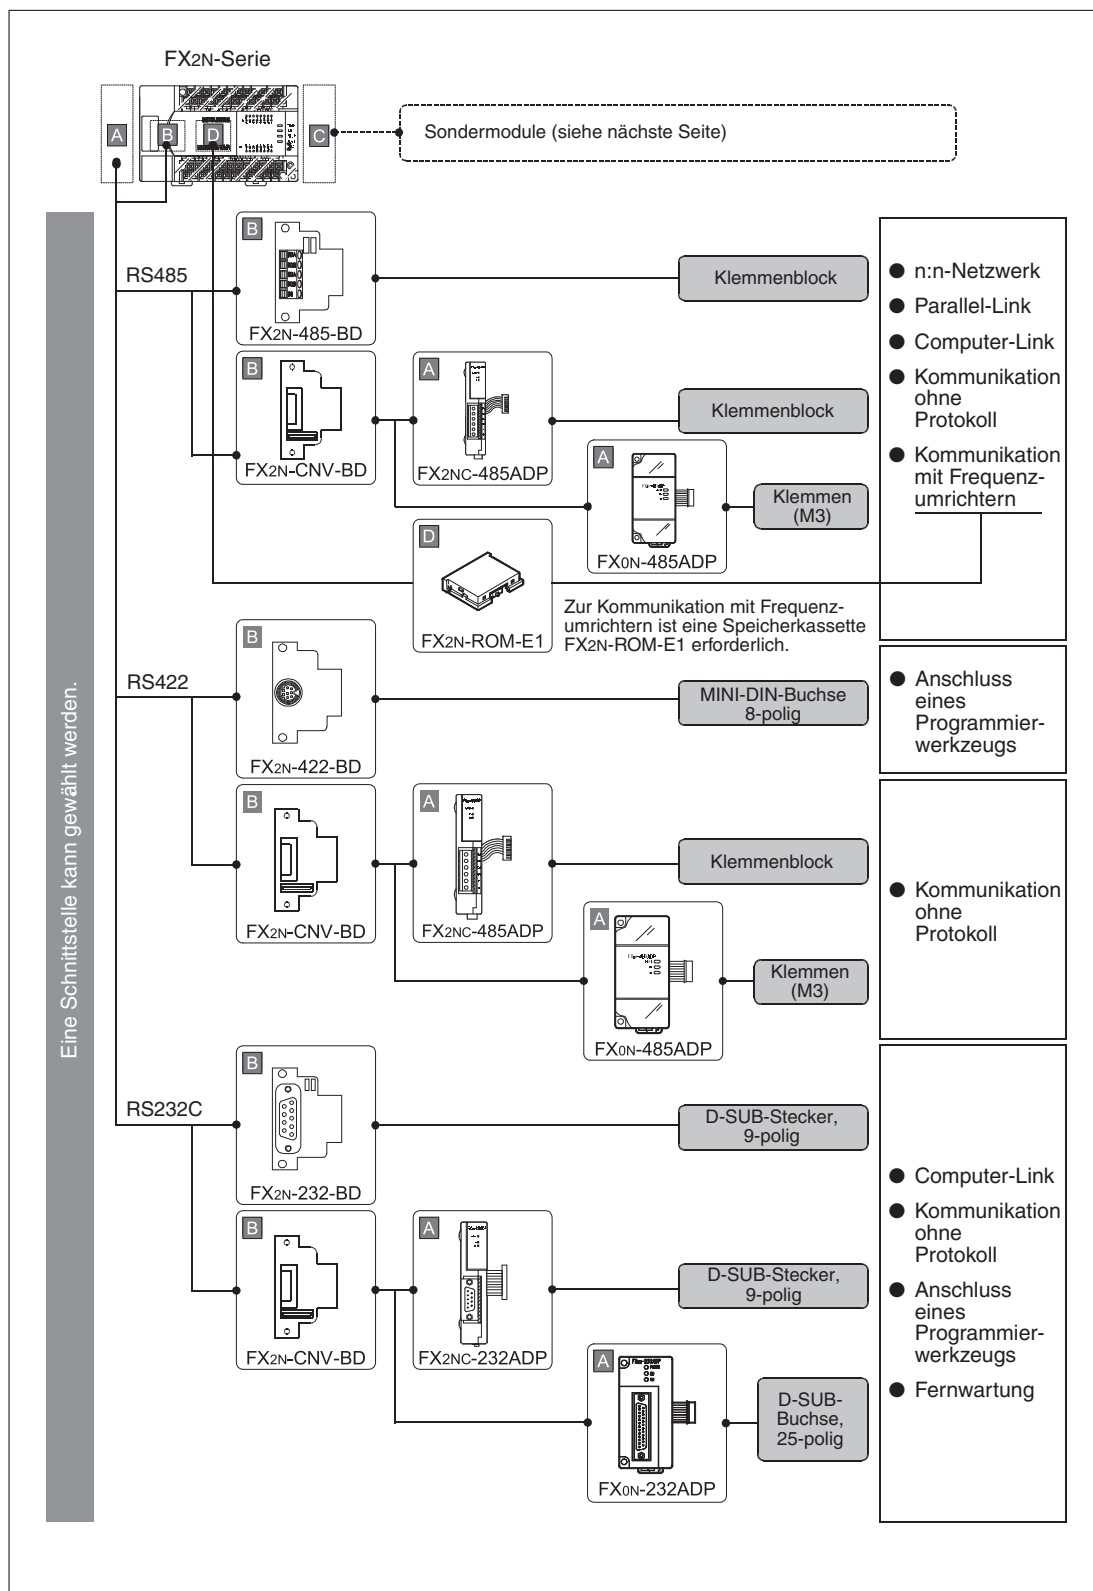 FX2N-Serie
A
B
D
C
Sondermodule (siehe nächste Seite)
Eine Schnittstelle kann gewählt werden.
RS485
B
FX2N-485-BD
Klemmenblock
B
FX2N-CNV-BD
A
FX2NC-485ADP
Klemmenblock
A
FX0N-485ADP
Klemmen
(M3)
D
FX2N-ROM-E1
Zur Kommunikation mit Frequenz-
umrichtern ist eine Speicherkassette
FX2N-ROM-E1 erforderlich.
● n:n-Netzwerk
● Parallel-Link
● Computer-Link
● Kommunikation
ohne
Protokoll
● Kommunikation
mit Frequenz-
umrichtern
RS422
B
FX2N-422-BD
MINI-DIN-Buchse
8-polig
● Anschluss
eines
Programmier-
werkzeugs
B
FX2N-CNV-BD
A
FX2NC-485ADP
Klemmenblock
A
FX0N-485ADP
Klemmen
(M3)
● Kommunikation
ohne
Protokoll
RS232C
B
FX2N-232-BD
D-SUB-Stecker,
9-polig
B
FX2N-CNV-BD
A
FX2NC-232ADP
D-SUB-Stecker,
9-polig
A
FX0N-232ADP
D-SUB-
Buchse,
25-polig
● Computer-Link
● Kommunikation
ohne
Protokoll
● Anschluss
eines
Programmier-
werkzeugs
● Fernwartung